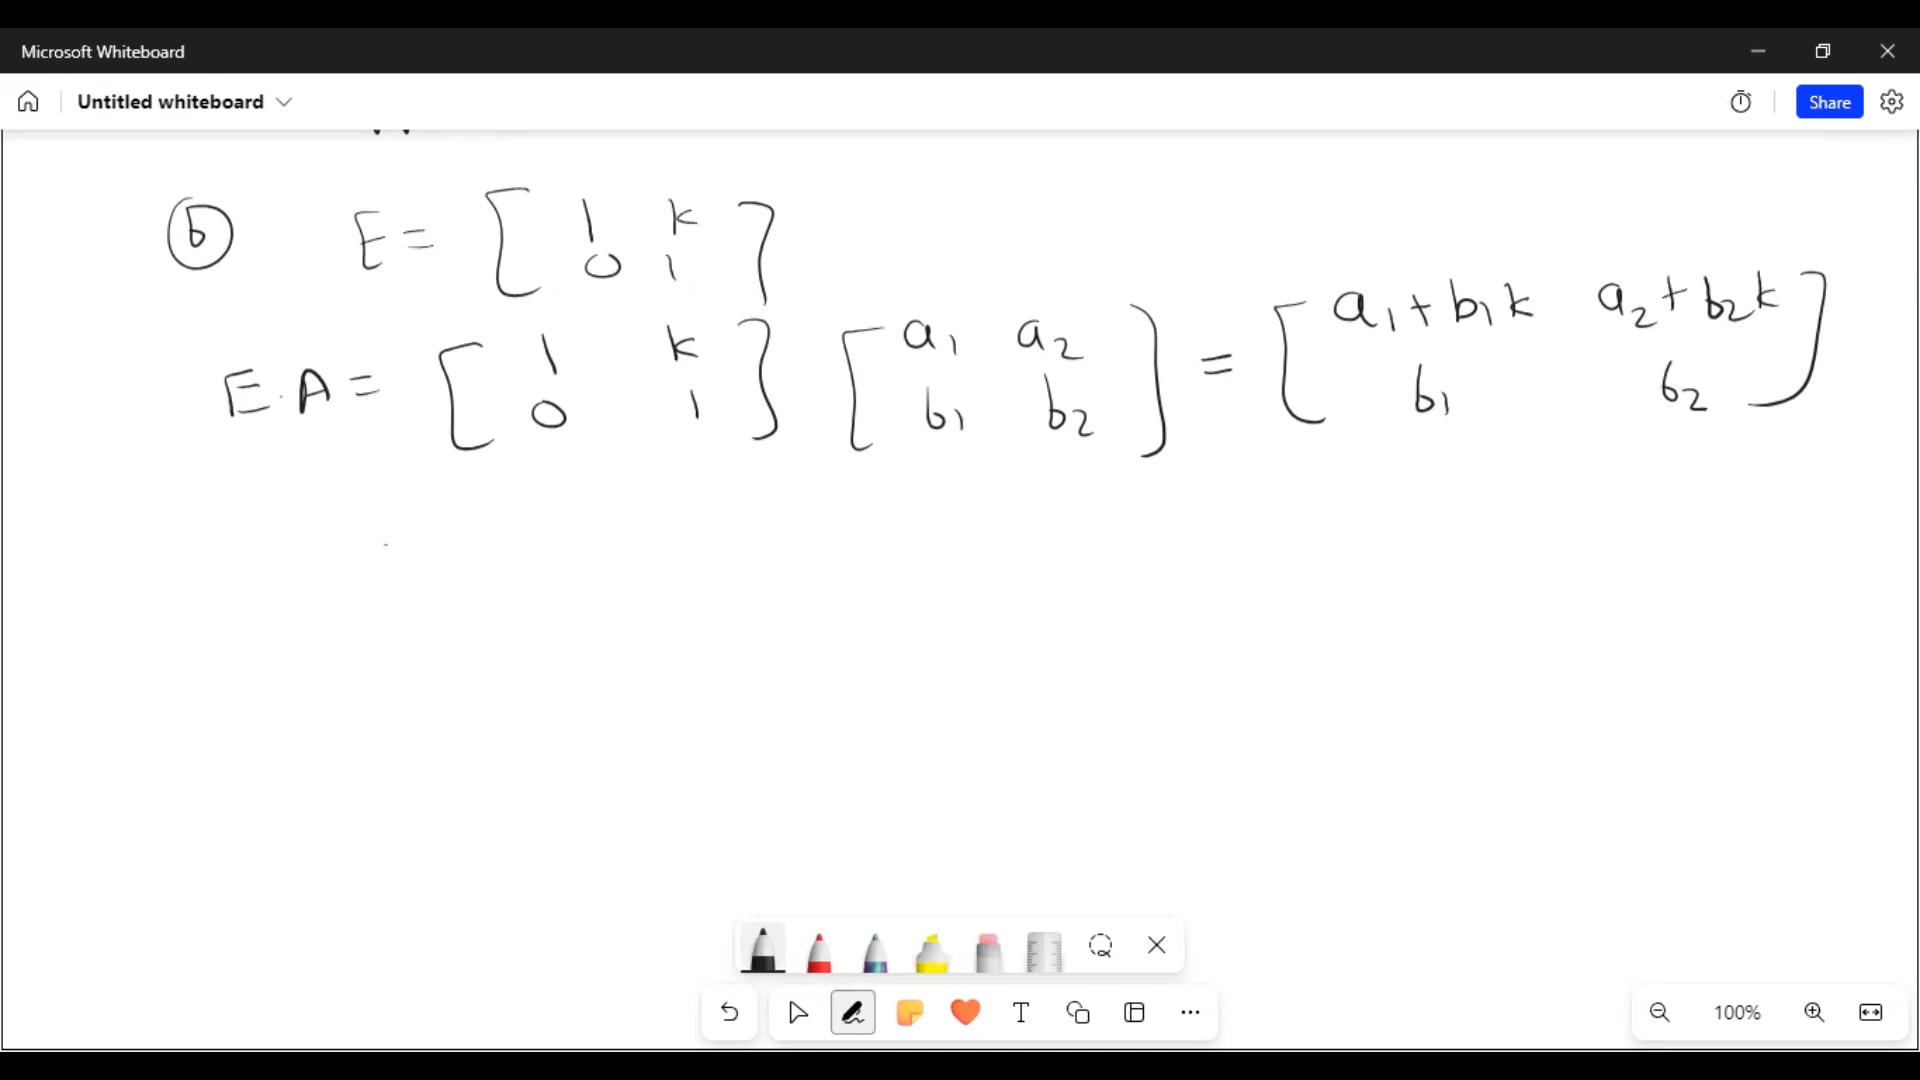 Microsoft Whiteboard
Untitled whiteboard
Share
b E = [ 1 k
0 1 ]
E.A = [ 1 k
0 1 ] [ a1 a2
b1 b2 ] = [ a1 + b1k a2 + b2k
b1 b2 ]
T
100%